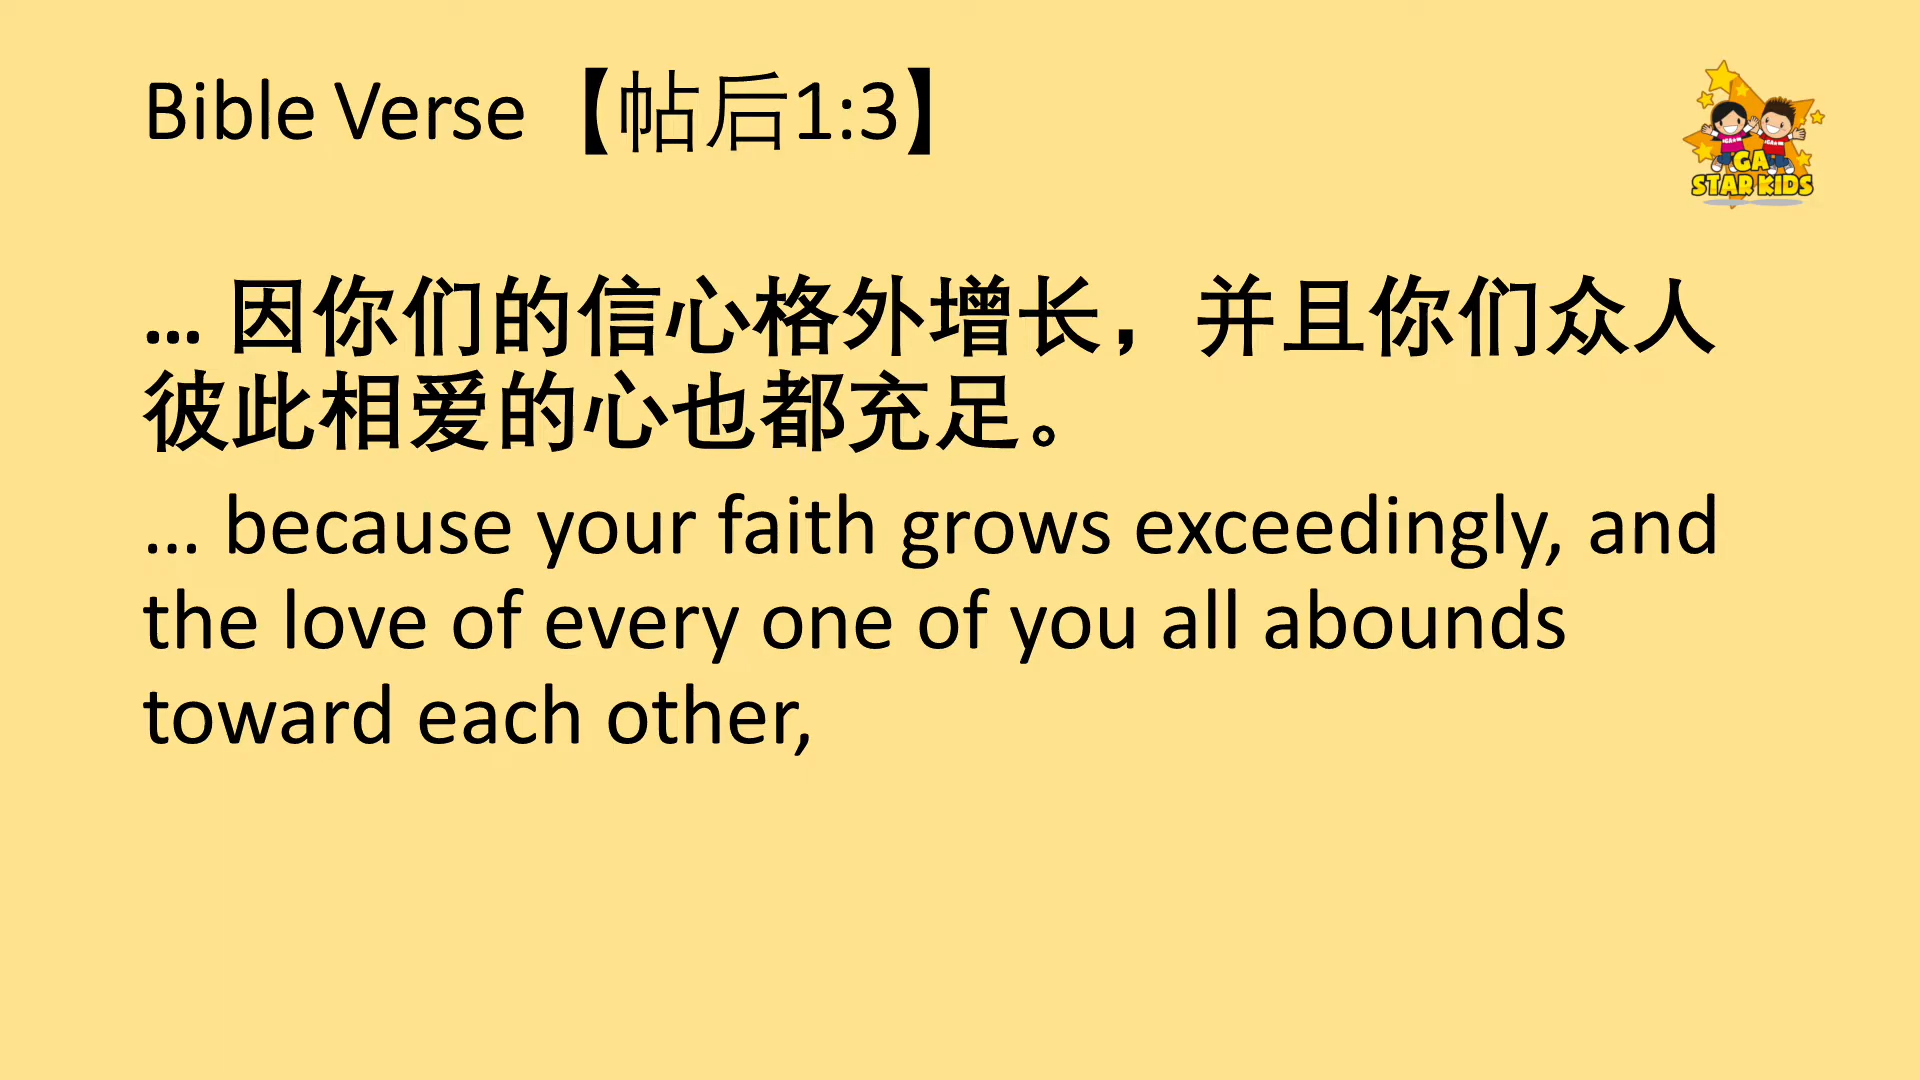 Bible Verse【帖后1:3】
GA
STAR KIDS
... 因你们的信心格外增长，并且你们众人
彼此相爱的心也都充足。
... because your faith grows exceedingly, and
the love of every one of you all abounds
toward each other,